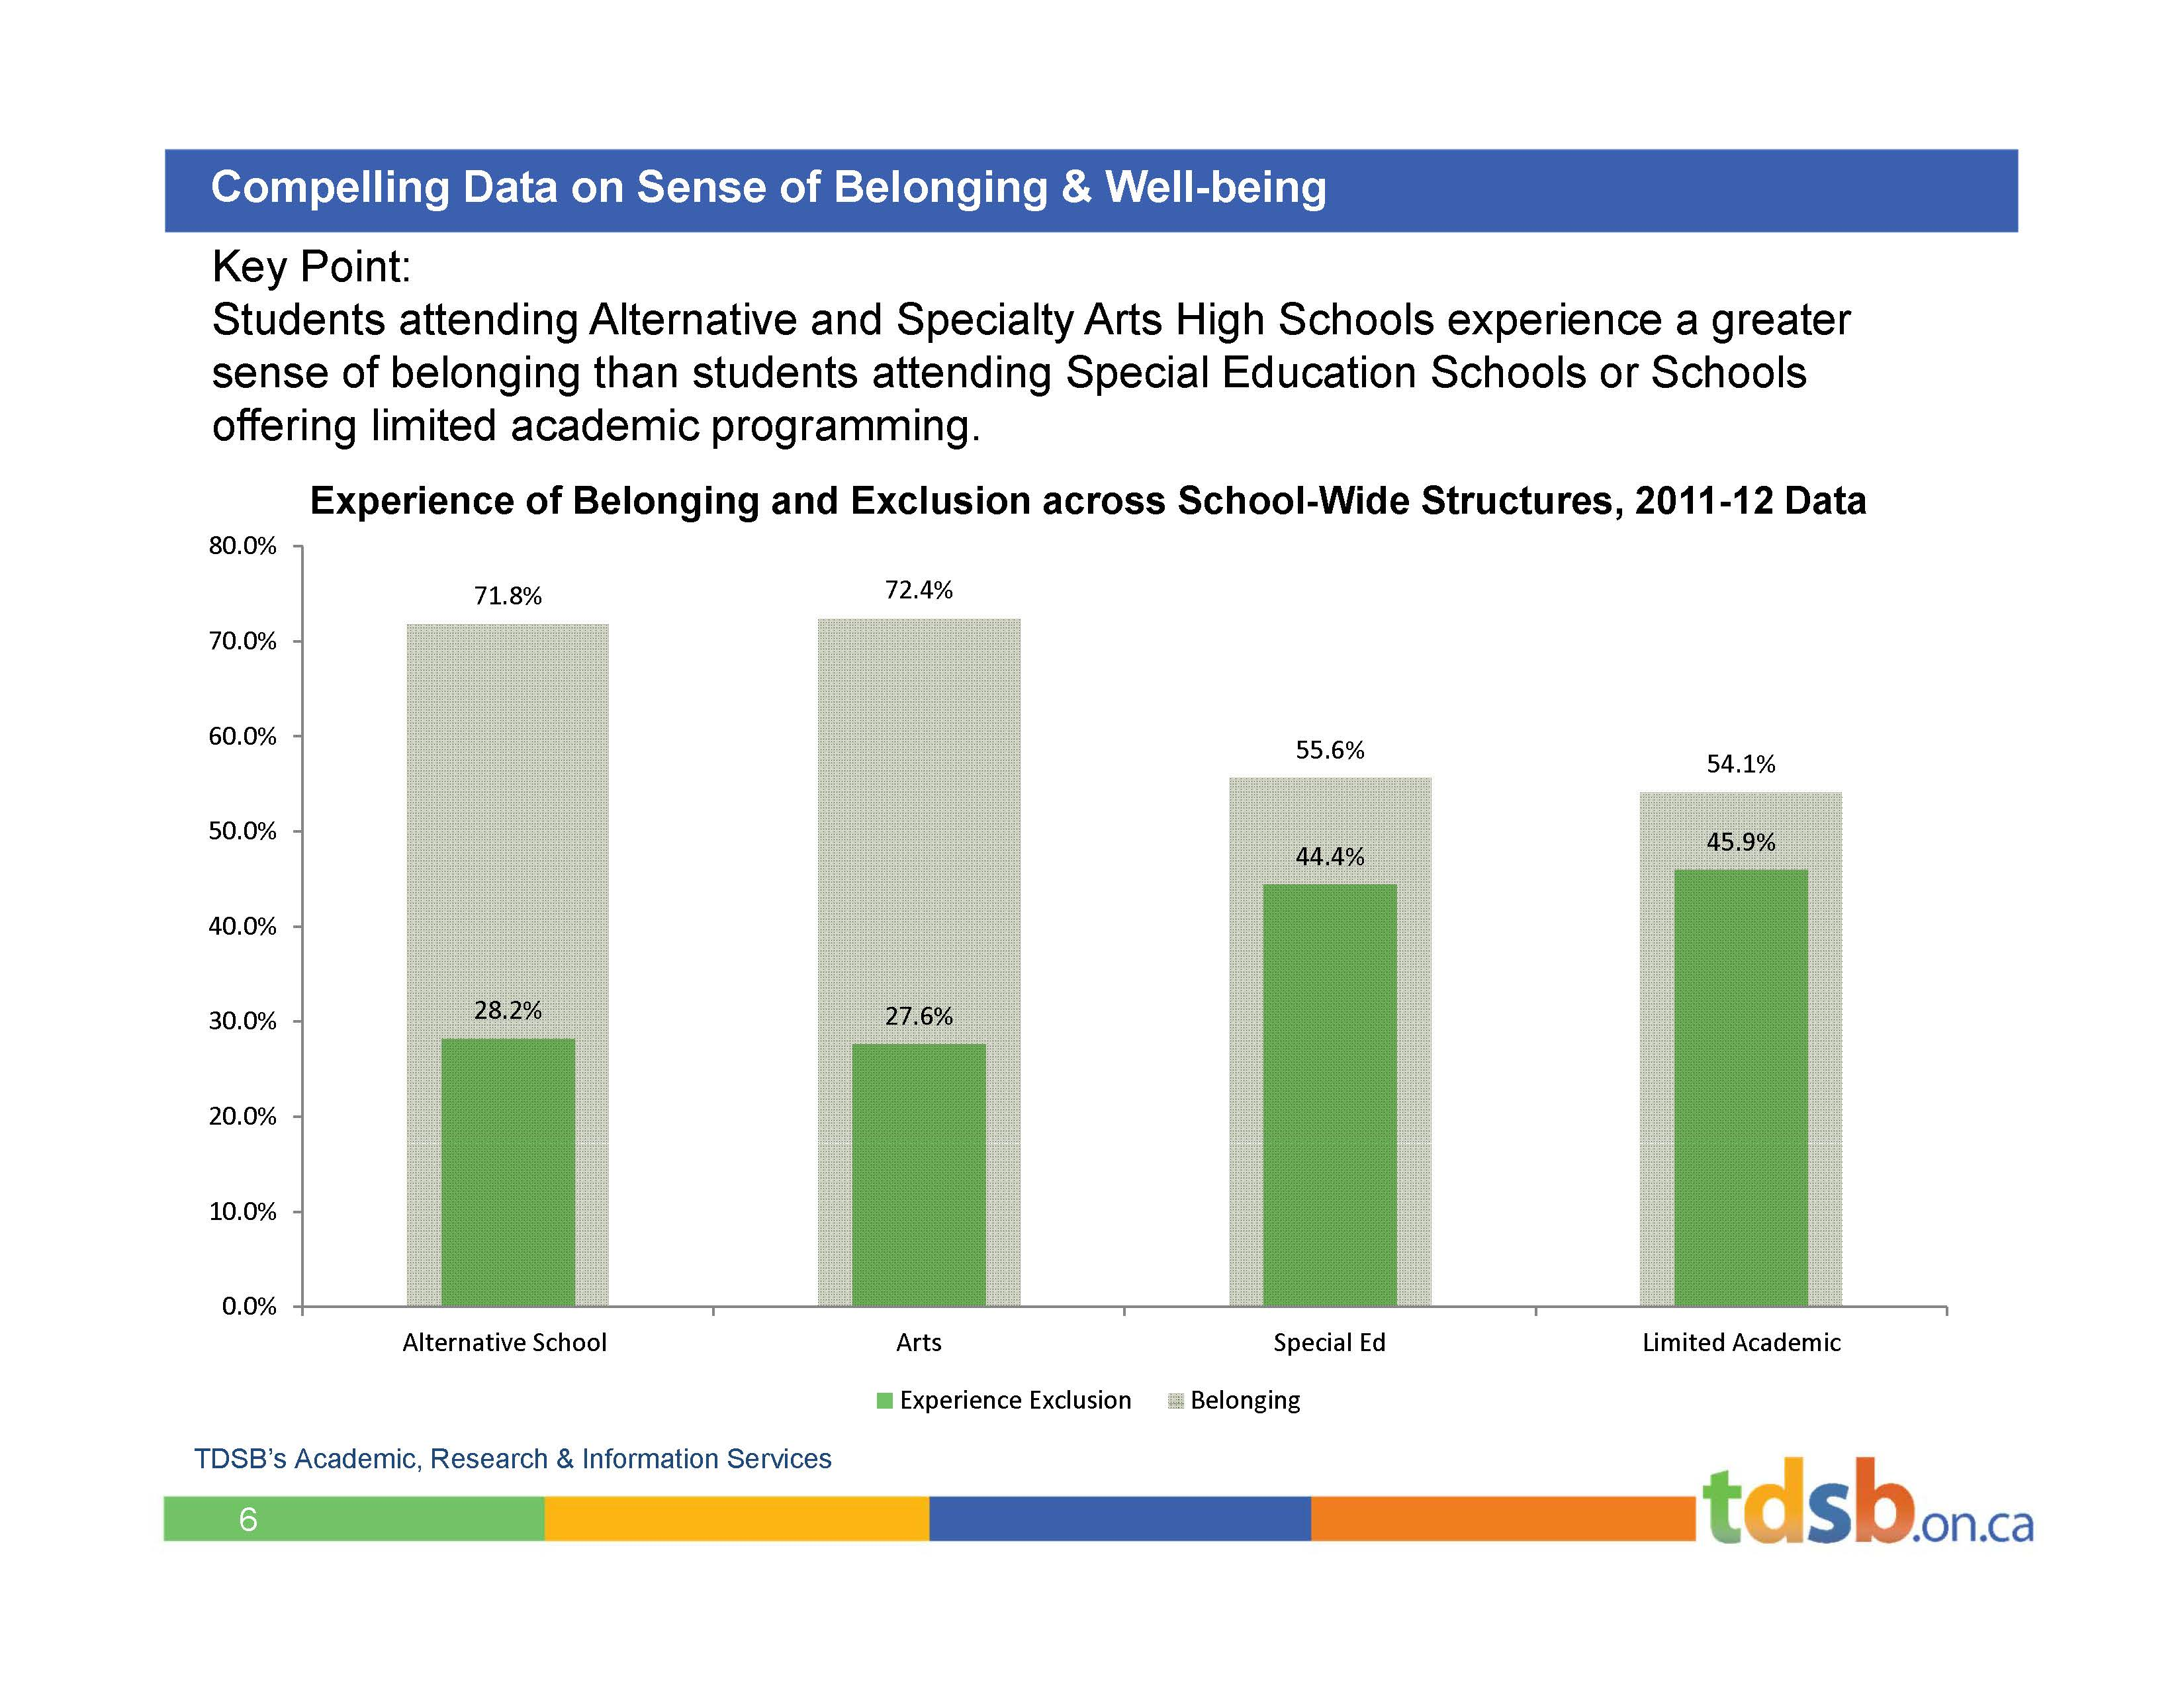 Compelling Data on Sense of Belonging & Well-being
Key Point:
Students attending Alternative and Specialty Arts High Schools experience a greater
sense of belonging than students attending Special Education Schools or Schools
offering limited academic programming.
Experience of Belonging and Exclusion across School-Wide Structures, 2011-12 Data
80.0%
70.0%
60.0%
50.0%
40.0%
30.0%
20.0%
10.0%
0.0%
71.8%
72.4%
55.6%
54.1%
28.2%
27.6%
44.4%
45.9%
Alternative School
Arts
Special Ed
Limited Academic
Experience Exclusion
Belonging
TDSB’s Academic, Research & Information Services
6
tdsb.on.ca